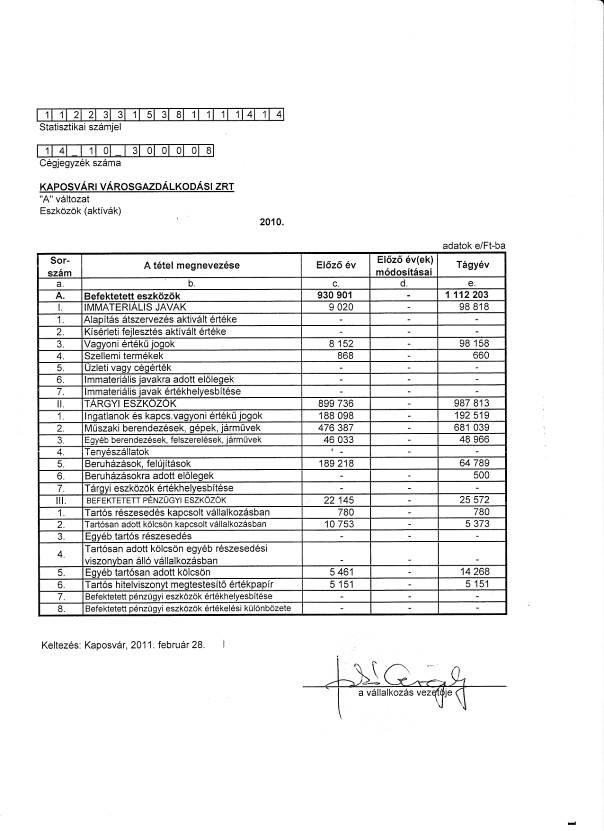 1 1 2 2 3 3 1 5 3 8 1 1 1 1 4 1 4
Statisztikai számjel
1 4 _ 1 0 _ 3 0 0 0 0 8
Cégjegyzék száma
KAPOSVÁRI VÁROSGAZDÁLKODÁSI ZRT
"A" változat
Eszközök (aktívák)
2010.
adatok e/Ft-ba
Sor-szám A tétel megnevezése Előző év Előző év(ek) módosításai Tágyév
a. b. c. d. e.
A. Befektetett eszközök 930 901 - 1 112 203
I. IMMATERIÁLIS JAVAK 9 020 - 98 818
1. Alapítás átszervezés aktivált értéke - - -
2. Kísérleti fejlesztés aktivált értéke - - -
3. Vagyoni értékű jogok 8 152 - 98 158
4. Szellemi termékek 868 - 660
5. Üzleti vagy cégérték - - -
6. Immateriális javakra adott előlegek - - -
7. Immateriális javak értékhelyesbítése - - -
II. TÁRGYI ESZKÖZÖK 899 736 - 987 813
1. Ingatlanok és kapcs.vagyoni értékű jogok 188 098 - 192 519
2. Műszaki berendezések, gépek, járművek 476 387 - 681 039
3. Egyéb berendezések, felszerelések, járművek 46 033 - 48 966
4. Tenyészállatok - - -
5. Beruházások, felújítások 189 218 - 64 789
6. Beruházásokra adott előlegek - - 500
7. Tárgyi eszközök értékhelyesbítése - - -
III. BEFEKTETETT PÉNZÜGYI ESZKÖZÖK 22 145 - 25 572
1. Tartós részesedés kapcsolt vállalkozásban 780 - 780
2. Tartósan adott kölcsön kapcsolt vállalkozásban 10 753 - 5 373
3. Egyéb tartós részesedés - - -
4. Tartósan adott kölcsön egyéb részesedési
viszonyban álló vállalkozásban - - -
5. Egyéb tartósan adott kölcsön 5 461 - 14 268
6. Tartós hitelviszonyt megtestesítő értékpapír 5 151 - 5 151
7. Befektetett pénzügyi eszközök értékhelyesbítése - - -
8. Befektetett pénzügyi eszközök értékelési különbözete - - -
Keltezés: Kaposvár, 2011. február 28.
a vállalkozás vezetője